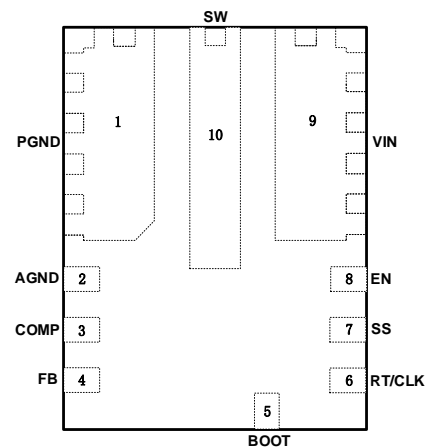 SW
1
10
9
PGND
VIN
AGND
2
8
EN
COMP
3
7
SS
FB
4
6
RT/CLK
5
BOOT